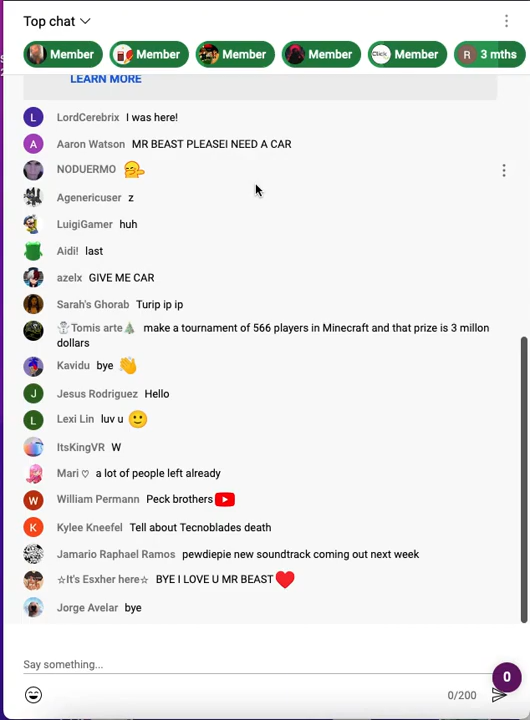 Top chat
Member Member Member Member Member R 3 mths
LEARN MORE
L LordCerebrix I was here!
A Aaron Watson MR BEAST PLEASEI NEED A CAR
NODUERMO
Agenericuser z
LuigiGamer huh
Aidi! last
azelx GIVE ME CAR
Sarah's Ghorab Turip ip ip
☃️Tomis arte🎄 make a tournament of 566 players in Minecraft and that prize is 3 millon
dollars
Kavidu bye 👋
J Jesus Rodriguez Hello
L Lexi Lin luv u 🙂
ItsKingVR W
Mari ♡ a lot of people left already
W William Permann Peck brothers
K Kylee Kneefel Tell about Tecnoblades death
Jamario Raphael Ramos pewdiepie new soundtrack coming out next week
☆It's Esxher here☆ BYE I LOVE U MR BEAST❤️
Jorge Avelar bye
Say something...
0
0/200